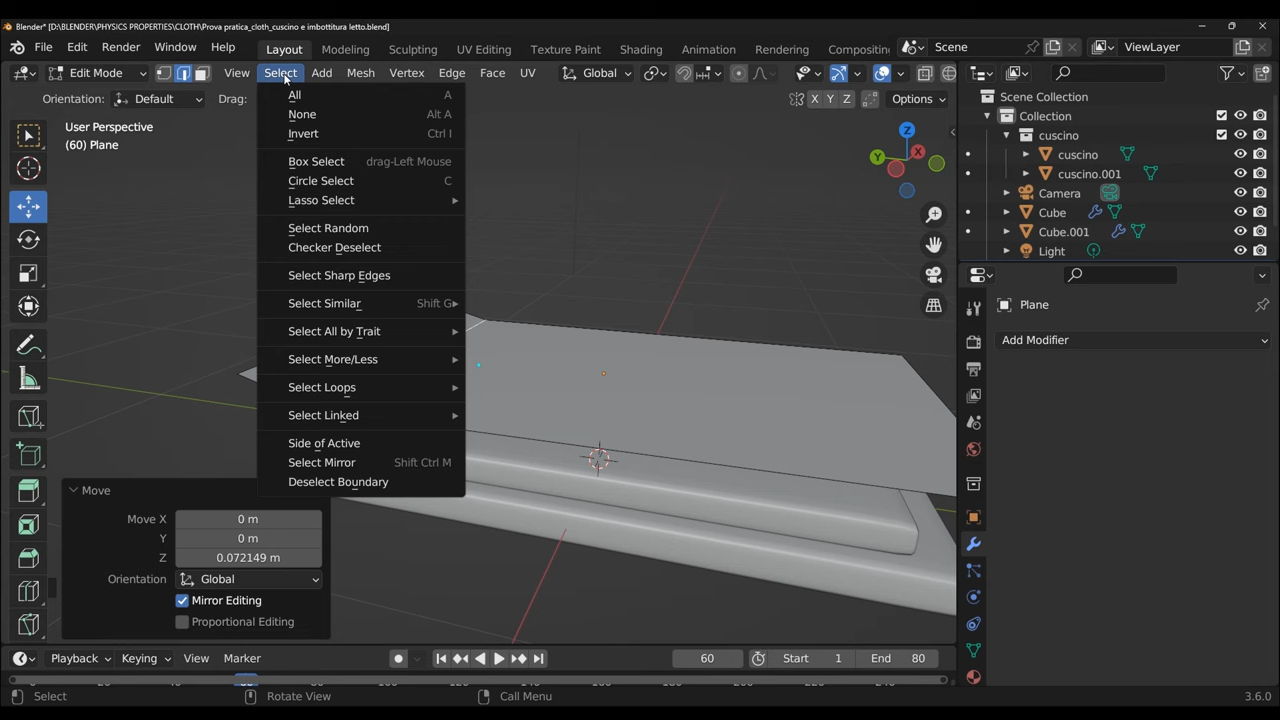 Blender* [D:\BLENDER\PHYSICS PROPERTIES\CLOTH\Prova pratica_cloth_cuscino e imbottitura letto.blend]
File Edit Render Window Help Layout Modeling Sculpting UV Editing Texture Paint Shading Animation Rendering Compositing Scene ViewLayer
Edit Mode View Select Add Mesh Vertex Edge Face UV Global
Orientation: Default Drag: X Y Z Options
User Perspective
(60) Plane
All A
None Alt A
Invert Ctrl I
Box Select drag-Left Mouse
Circle Select C
Lasso Select
Select Random
Checker Deselect
Select Sharp Edges
Select Similar Shift G
Select All by Trait
Select More/Less
Select Loops
Select Linked
Side of Active
Select Mirror Shift Ctrl M
Deselect Boundary
Z
X
Y
Scene Collection
Collection
cuscino
cuscino
cuscino.001
Camera
Cube
Cube.001
Light
Plane
Add Modifier
Move
Move X 0 m
Y 0 m
Z 0.072149 m
Orientation Global
Mirror Editing
Proportional Editing
Playback Keying View Marker 60 Start 1 End 80
Select Rotate View Call Menu 3.6.0